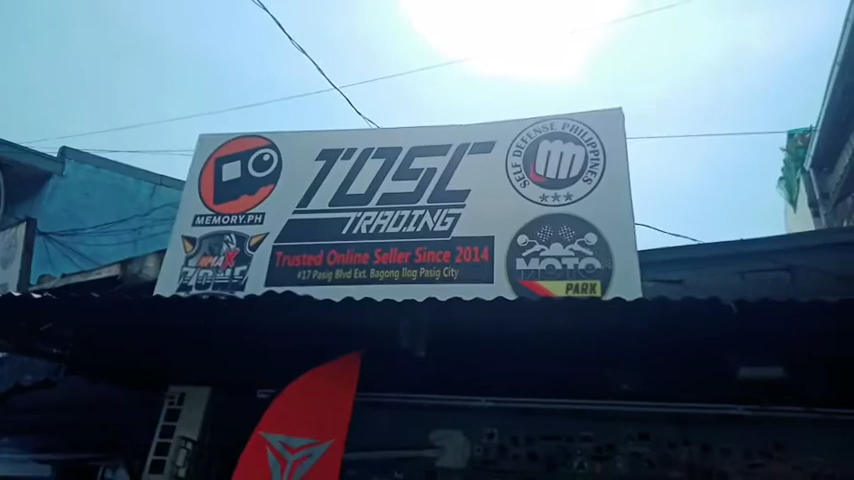 TOSC
TRADING
Trusted Online Seller Since 2014
#17 Pasig Blvd Ext. Bagong Ilog Pasig City
MEMORY.PH
ZONE
SELF DEFENSE PHILIPPINES
MOTO
PARK